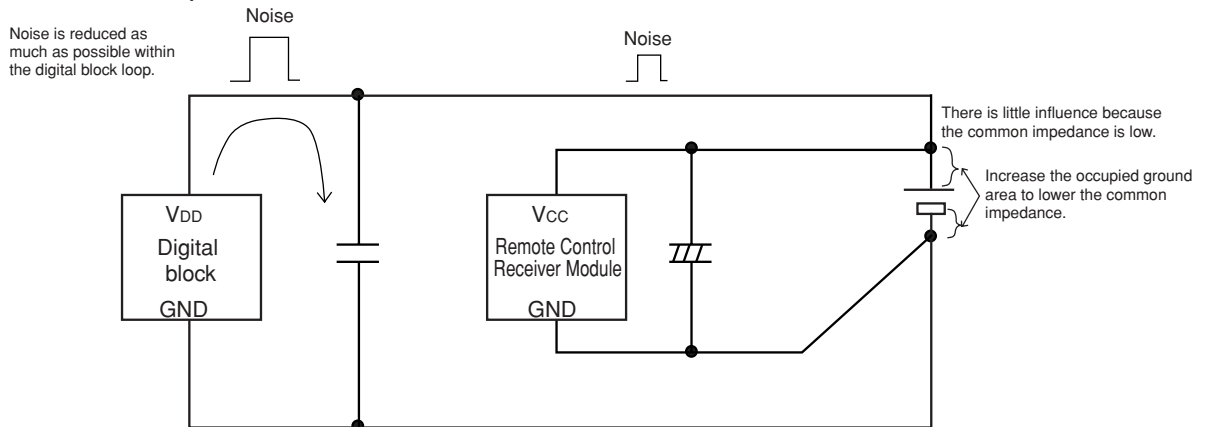 Noise
Noise is reduced as
much as possible within
the digital block loop.
Noise
There is little influence because
the common impedance is low.
Increase the occupied ground
area to lower the common
impedance.
VDD
Digital
block
GND
VCC
Remote Control
Receiver Module
GND